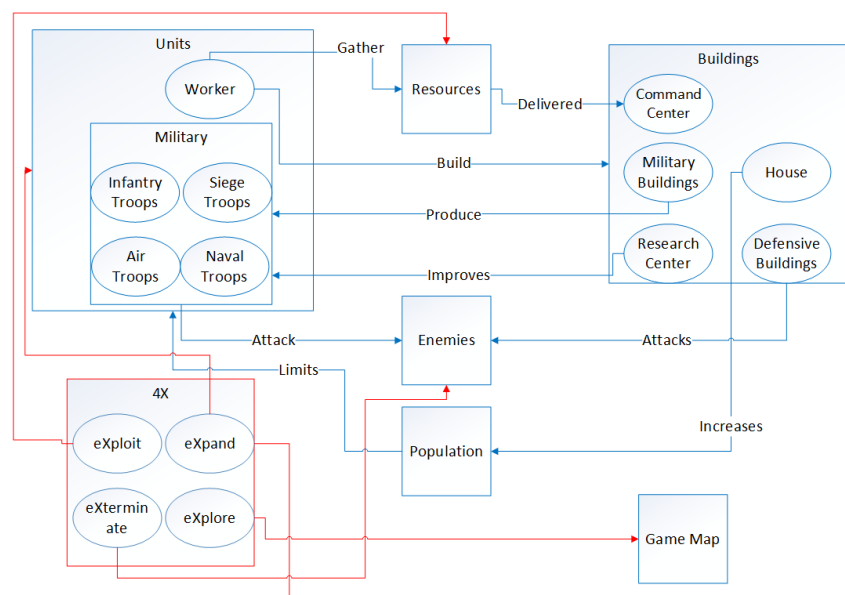 Units
Gather
Worker
Resources
Buildings
Command
Center
Delivered
Military
Build
Military
Buildings
House
Infantry
Troops
Siege
Troops
Produce
Research
Center
Defensive
Buildings
Air
Troops
Naval
Troops
Improves
Attack
Enemies
Attacks
Limits
4X
eXploit
eXpand
Population
Increases
eXtermin
ate
eXplore
Game Map